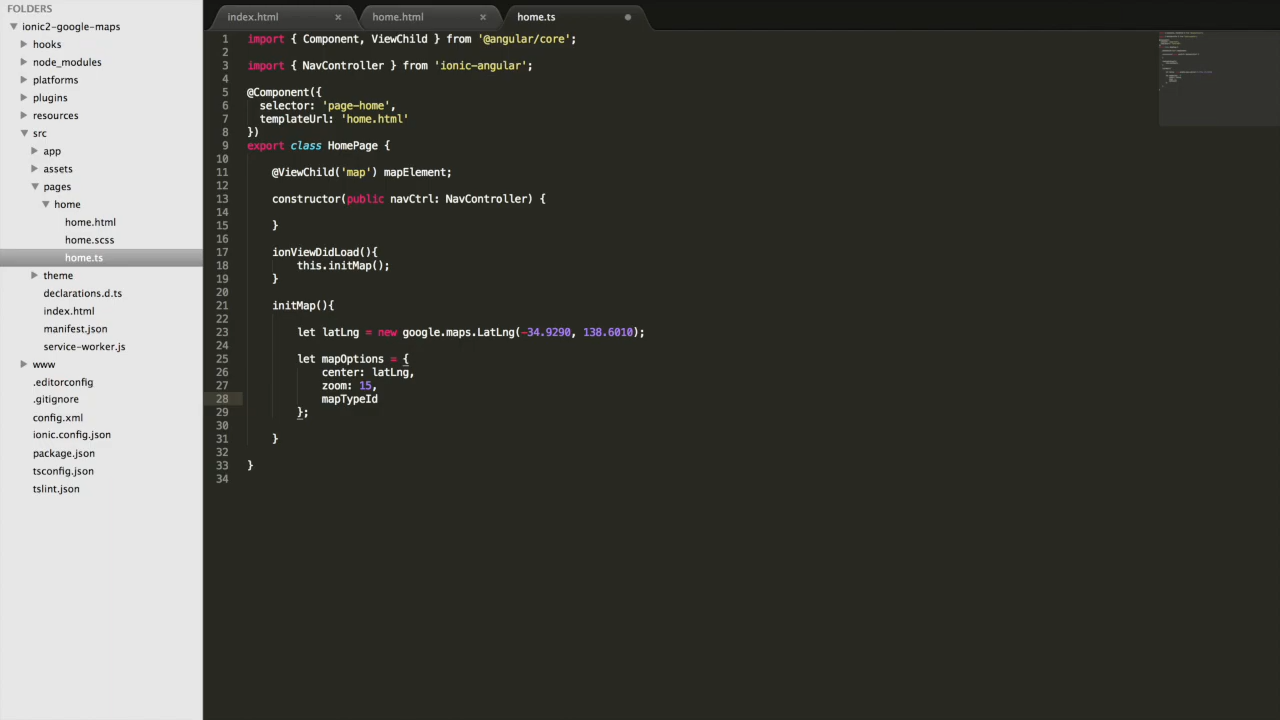 FOLDERS
ionic2-google-maps
hooks
node_modules
platforms
plugins
resources
src
app
assets
pages
home
home.html
home.scss
home.ts
theme
declarations.d.ts
index.html
manifest.json
service-worker.js
www
.editorconfig
.gitignore
config.xml
ionic.config.json
package.json
tsconfig.json
tslint.json
index.html × home.html × home.ts
1 import { Component, ViewChild } from '@angular/core';
2
3 import { NavController } from 'ionic-angular';
4
5 @Component({
6 selector: 'page-home',
7 templateUrl: 'home.html'
8 })
9 export class HomePage {
10
11 @ViewChild('map') mapElement;
12
13 constructor(public navCtrl: NavController) {
14
15 }
16
17 ionViewDidLoad(){
18 this.initMap();
19 }
20
21 initMap(){
22
23 let latLng = new google.maps.LatLng(-34.9290, 138.6010);
24
25 let mapOptions = {
26 center: latLng,
27 zoom: 15,
28 mapTypeId
29 };
30
31 }
32
33 }
34